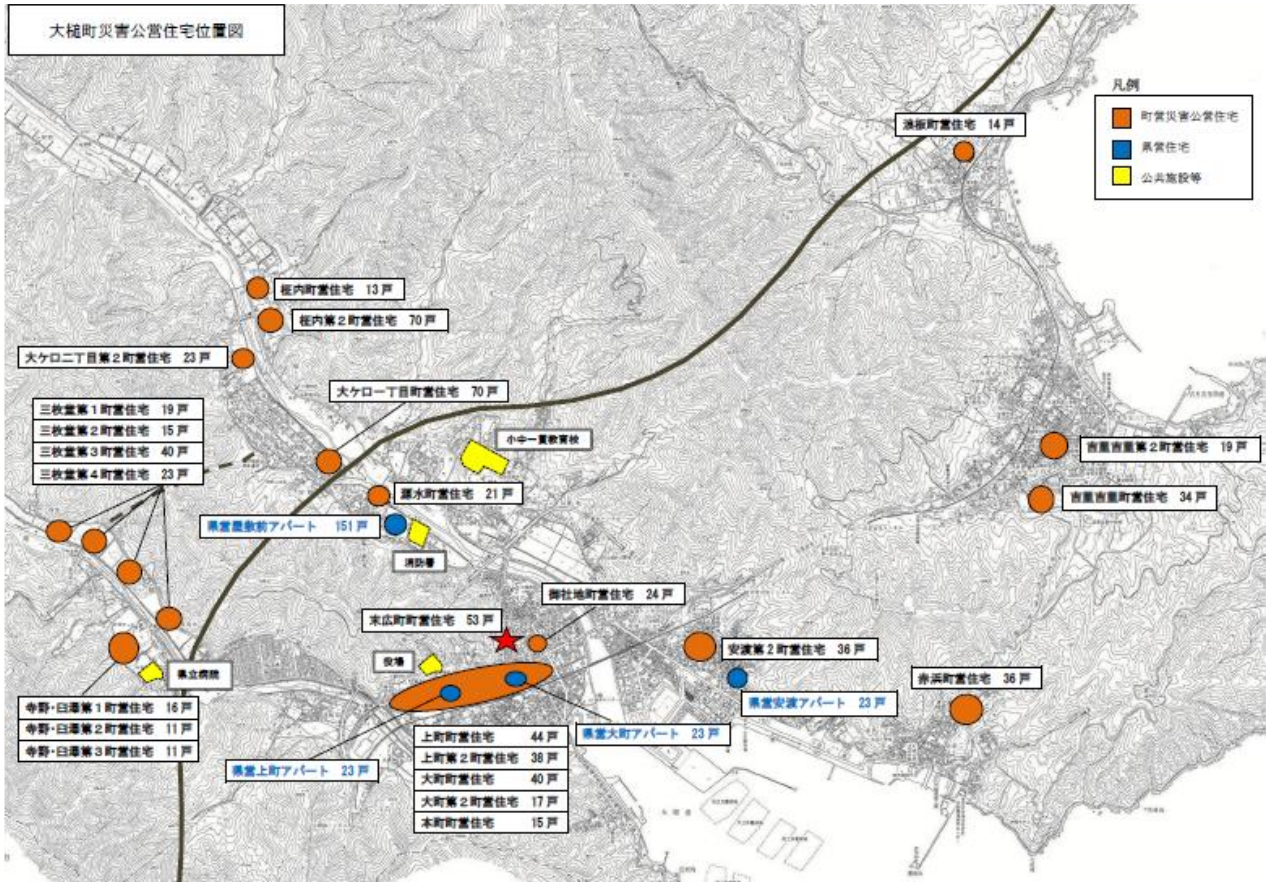 大槌町災害公営住宅位置図
凡例
町営災害公営住宅
県営住宅
公共施設等
浪板町営住宅 14戸
柾内町営住宅 13戸
柾内第2町営住宅 70戸
大ケ口二丁目第2町営住宅 23戸
大ケ口一丁目町営住宅 70戸
三枚堂第1町営住宅 19戸
三枚堂第2町営住宅 15戸
三枚堂第3町営住宅 40戸
三枚堂第4町営住宅 23戸
小中一貫教育校
吉里吉里第2町営住宅 19戸
吉里吉里町営住宅 34戸
源水町営住宅 21戸
県営屋敷前アパート 151戸
消防署
御社地町営住宅 24戸
末広町町営住宅 53戸
役場
安渡第2町営住宅 36戸
県立病院
赤浜町営住宅 36戸
県営安渡アパート 23戸
寺野・臼澤第1町営住宅 16戸
寺野・臼澤第2町営住宅 11戸
寺野・臼澤第3町営住宅 11戸
県営大町アパート 23戸
県営上町アパート 23戸
上町町営住宅 44戸
上町第2町営住宅 38戸
大町町営住宅 40戸
大町第2町営住宅 17戸
本町町営住宅 15戸